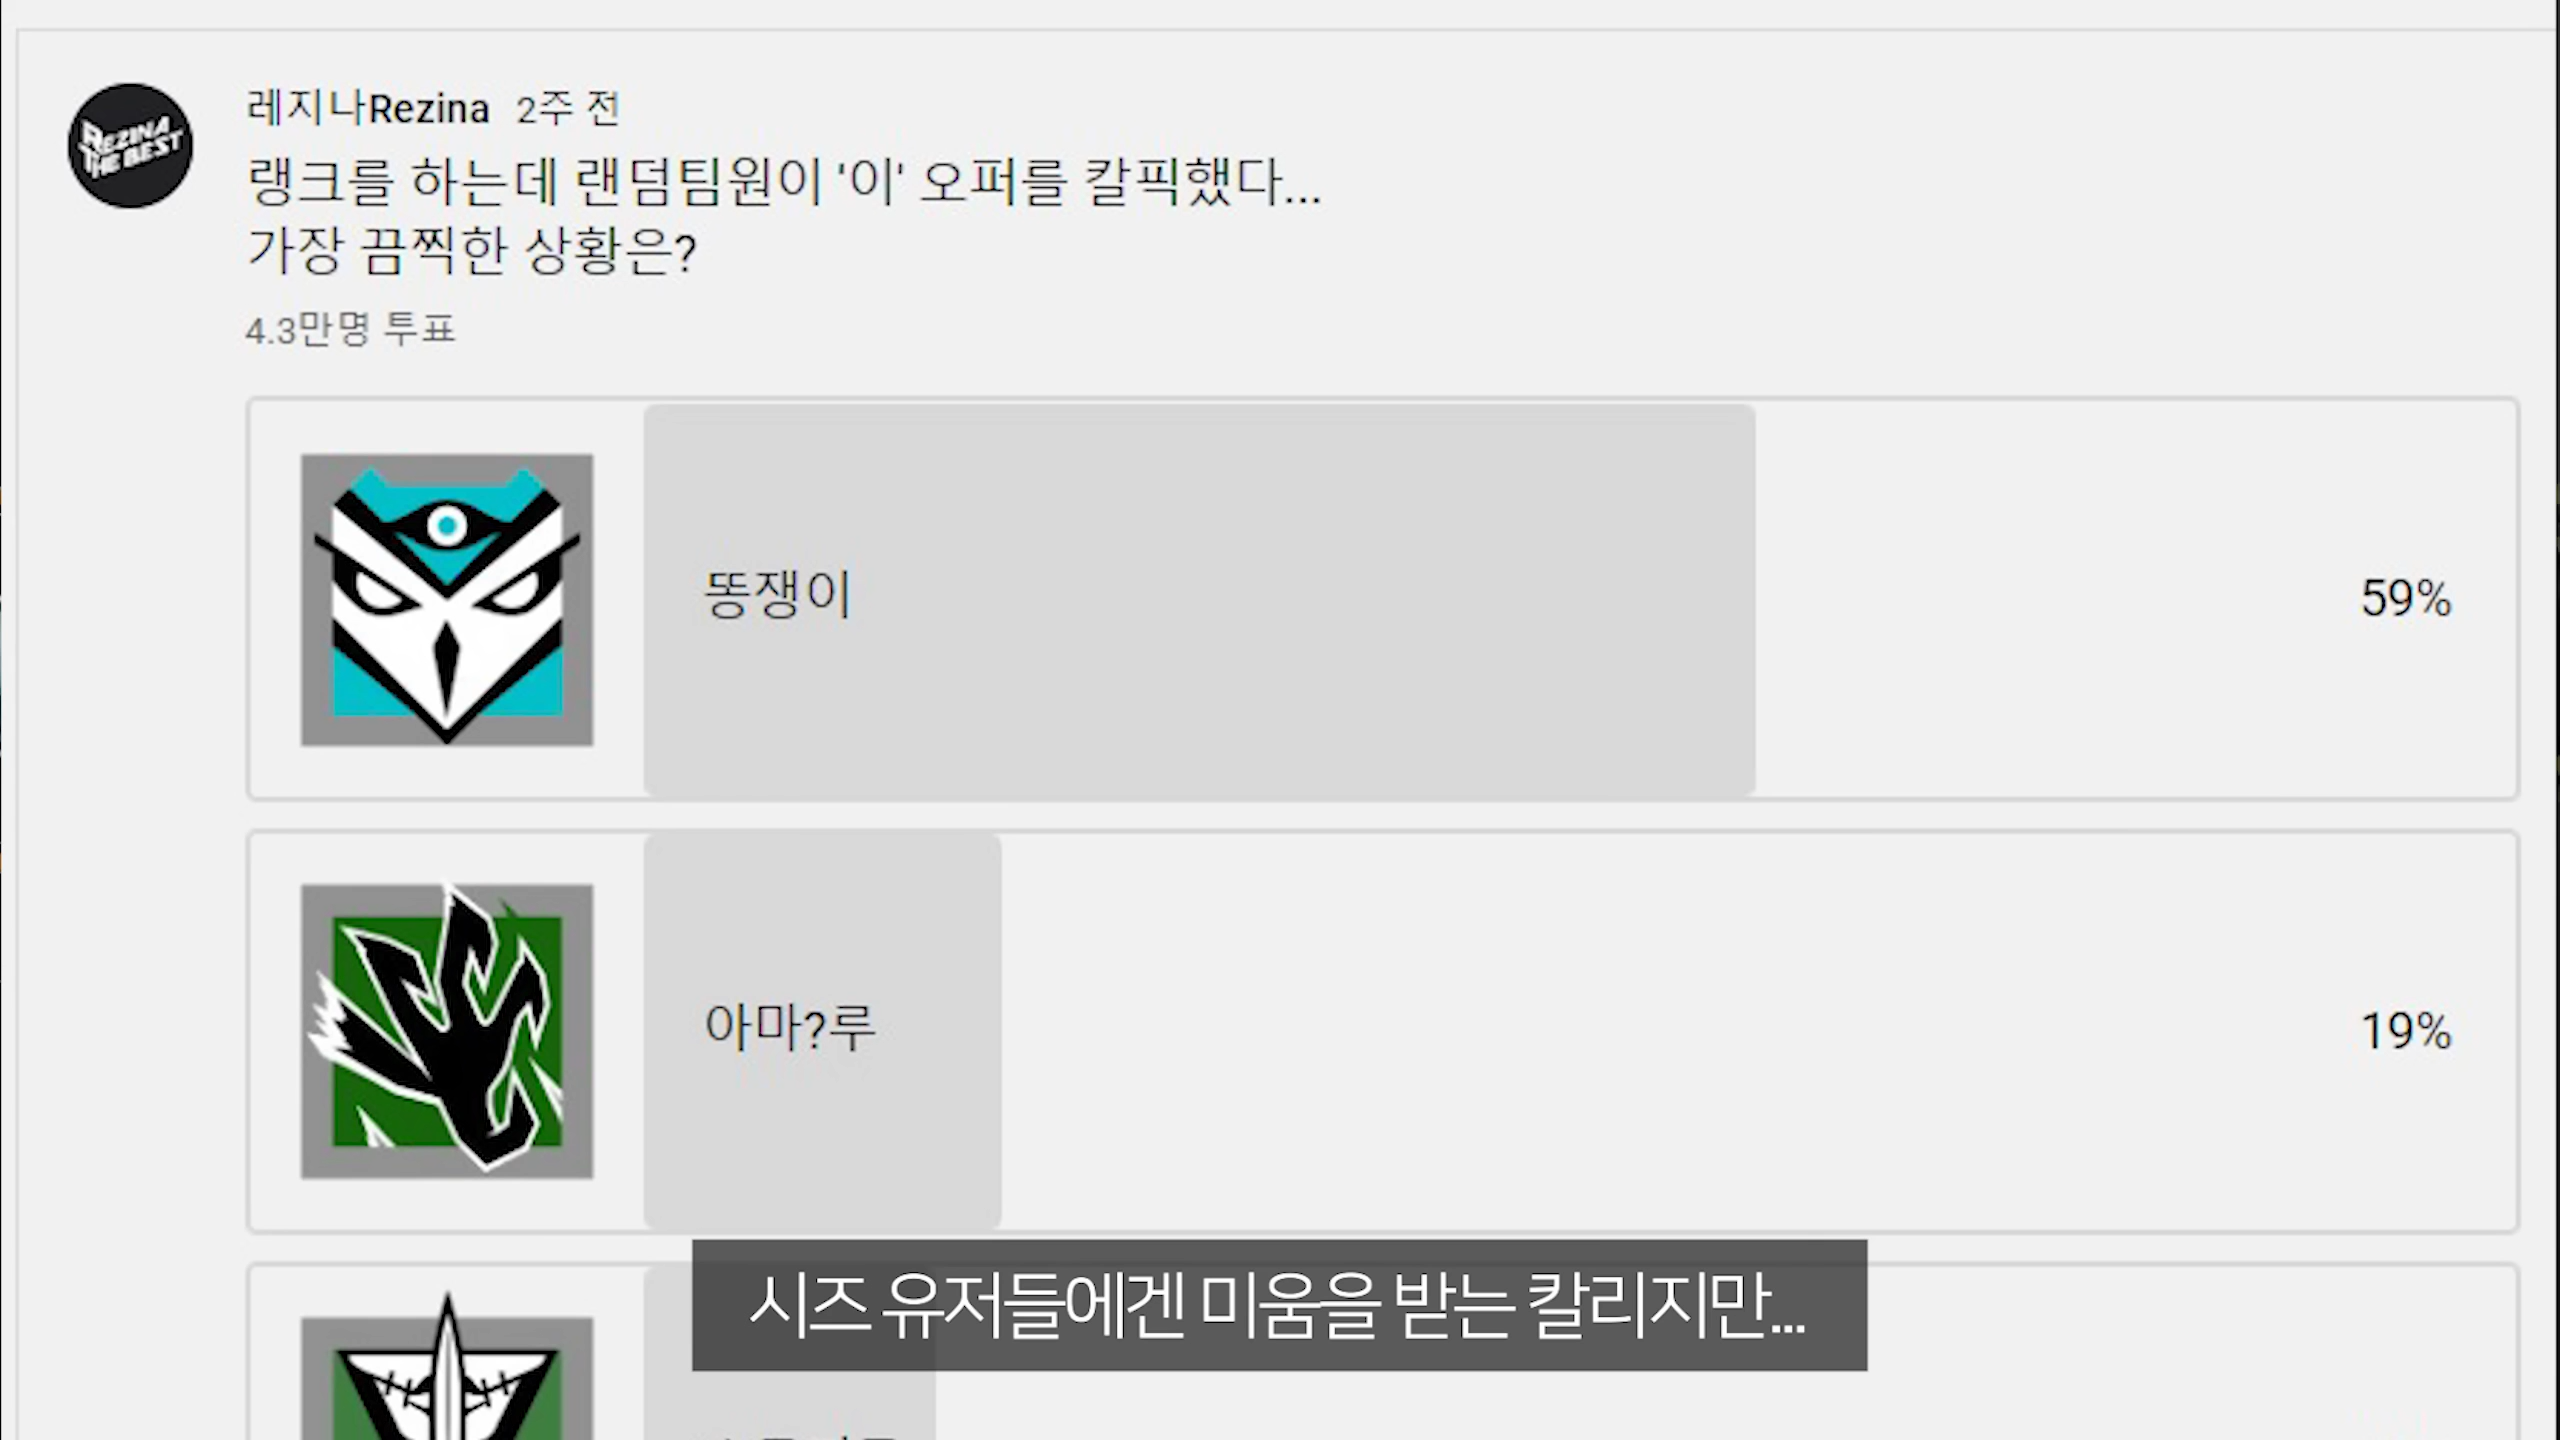 REZINA
THE BEST
레지나Rezina 2주 전
랭크를 하는데 랜덤팀원이 '이' 오퍼를 칼픽했다...
가장 끔찍한 상황은?
4.3만명 투표
똥쟁이
59%
아마?루
19%
시즈 유저들에겐 미움을 받는 칼리지만...